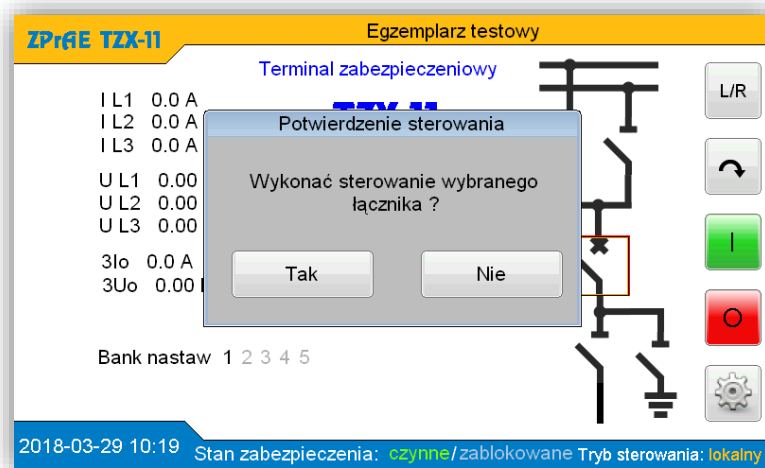 ZPrAE TZX-11
Egzemplarz testowy
Terminal zabezpieczeniowy
TZX-11
I L1 0.0 A
I L2 0.0 A
I L3 0.0 A
U L1 0.00
U L2 0.00
U L3 0.00
3Io 0.0 A
3Uo 0.00
Potwierdzenie sterowania
Wykonać sterowanie wybranego
łącznika ?
Tak Nie
L/R
I
O
Bank nastaw 1 2 3 4 5
2018-03-29 10:19 Stan zabezpieczenia: czynne/zablokowane Tryb sterowania: lokalny